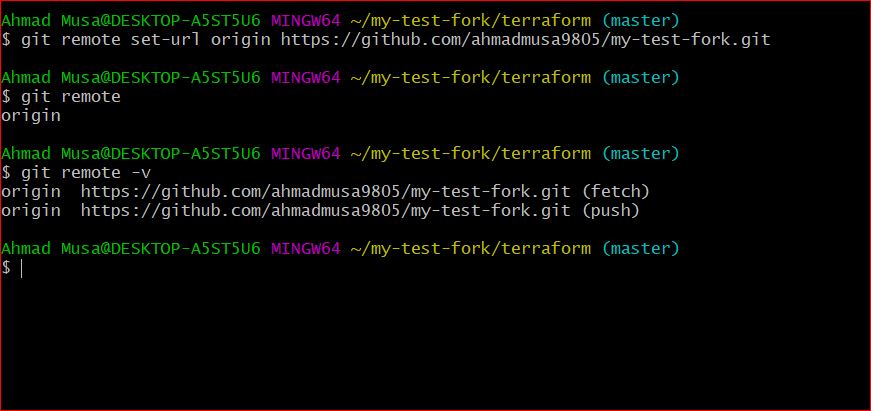 Ahmad Musa@DESKTOP-A5ST5U6 MINGW64 ~/my-test-fork/terraform (master)
$ git remote set-url origin https://github.com/ahmadmusa9805/my-test-fork.git
Ahmad Musa@DESKTOP-A5ST5U6 MINGW64 ~/my-test-fork/terraform (master)
$ git remote
origin
Ahmad Musa@DESKTOP-A5ST5U6 MINGW64 ~/my-test-fork/terraform (master)
$ git remote -v
origin  https://github.com/ahmadmusa9805/my-test-fork.git (fetch)
origin  https://github.com/ahmadmusa9805/my-test-fork.git (push)
Ahmad Musa@DESKTOP-A5ST5U6 MINGW64 ~/my-test-fork/terraform (master)
$